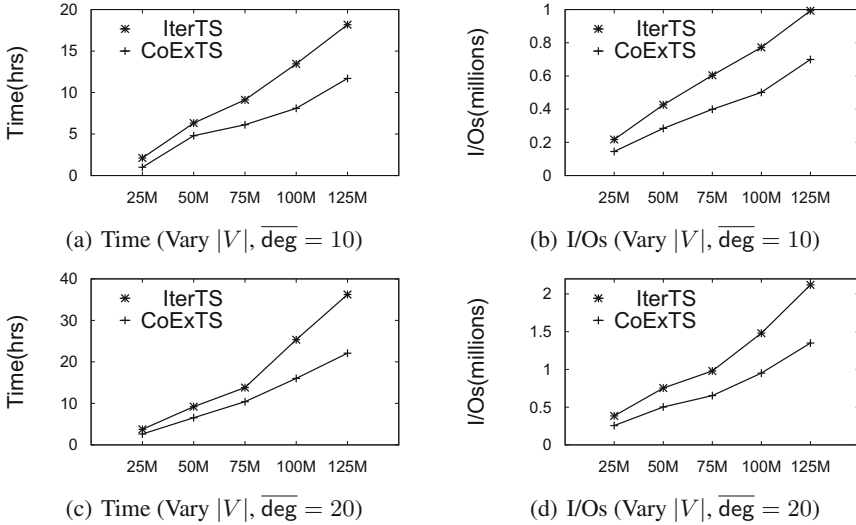 Time(hrs)
20
15
10
5
0
IterTS
CoExTS
25M 50M 75M 100M 125M
(a) Time (Vary |V|, \overline{deg} = 10)
I/Os(millions)
1
0.8
0.6
0.4
0.2
0
IterTS
CoExTS
25M 50M 75M 100M 125M
(b) I/Os (Vary |V|, \overline{deg} = 10)
Time(hrs)
40
30
20
10
0
IterTS
CoExTS
25M 50M 75M 100M 125M
(c) Time (Vary |V|, \overline{deg} = 20)
I/Os(millions)
2
1.5
1
0.5
0
IterTS
CoExTS
25M 50M 75M 100M 125M
(d) I/Os (Vary |V|, \overline{deg} = 20)